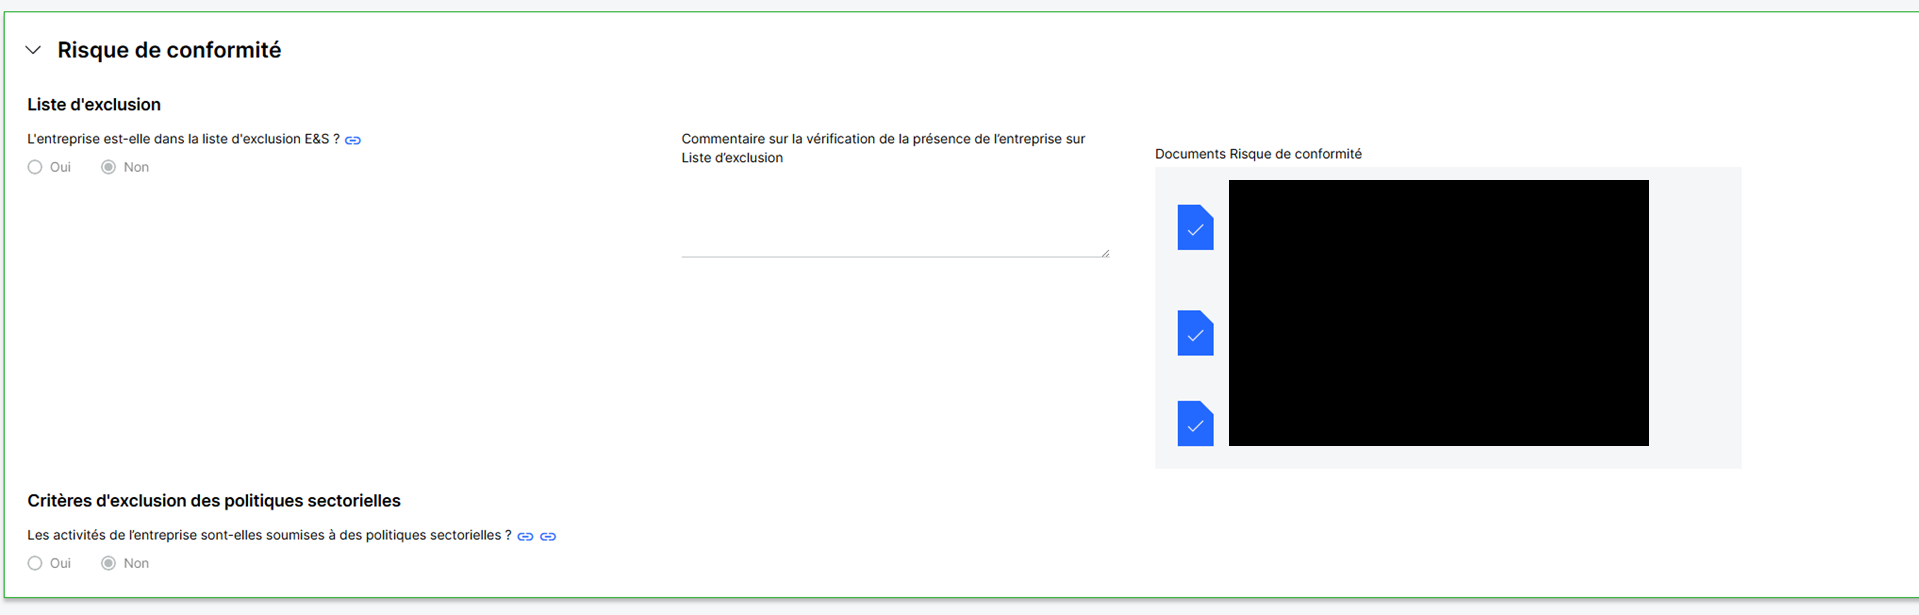 Risque de conformité
Liste d'exclusion
L'entreprise est-elle dans la liste d'exclusion E&S ?
Oui Non
Commentaire sur la vérification de la présence de l’entreprise sur
Liste d’exclusion
Documents Risque de conformité
Critères d'exclusion des politiques sectorielles
Les activités de l’entreprise sont-elles soumises à des politiques sectorielles ?
Oui Non